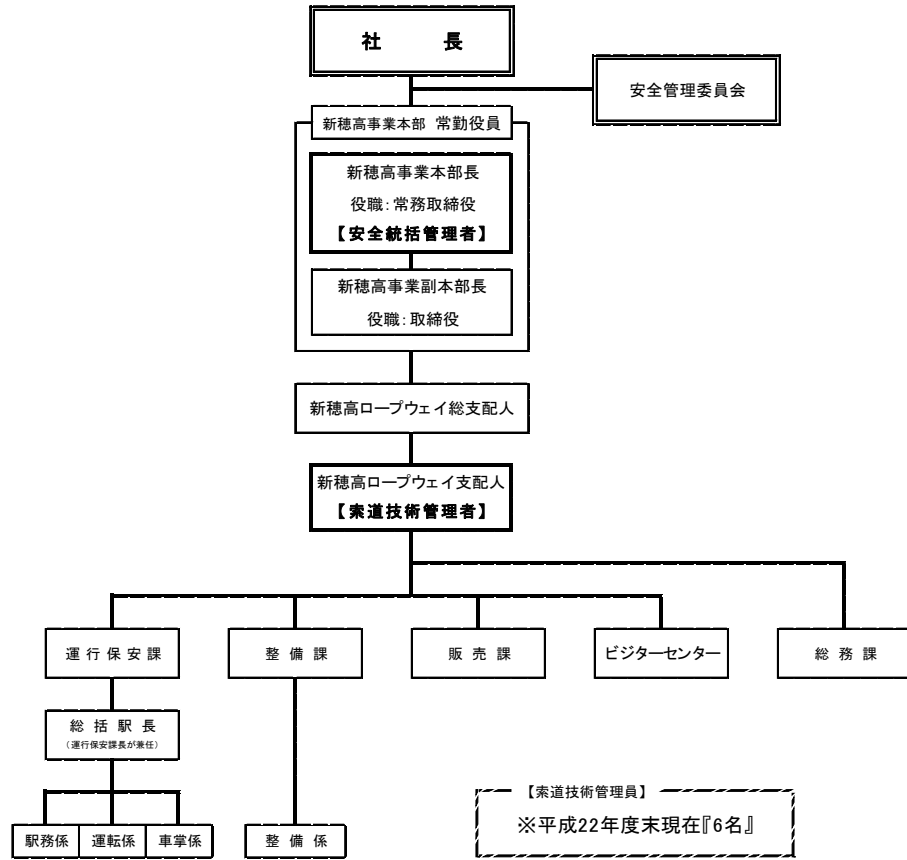 社 長
安全管理委員会
新穂高事業本部 常勤役員
新穂高事業本部長
役職:常務取締役
【安全統括管理者】
新穂高事業副本部長
役職:取締役
新穂高ロープウェイ総支配人
新穂高ロープウェイ支配人
【索道技術管理者】
運行保安課
整備課
販売課
ビジターセンター
総務課
総括駅長
(運行保安課長が兼任)
駅務係
運転係
車掌係
整備係
【索道技術管理員】
※平成22年度末現在『6名』